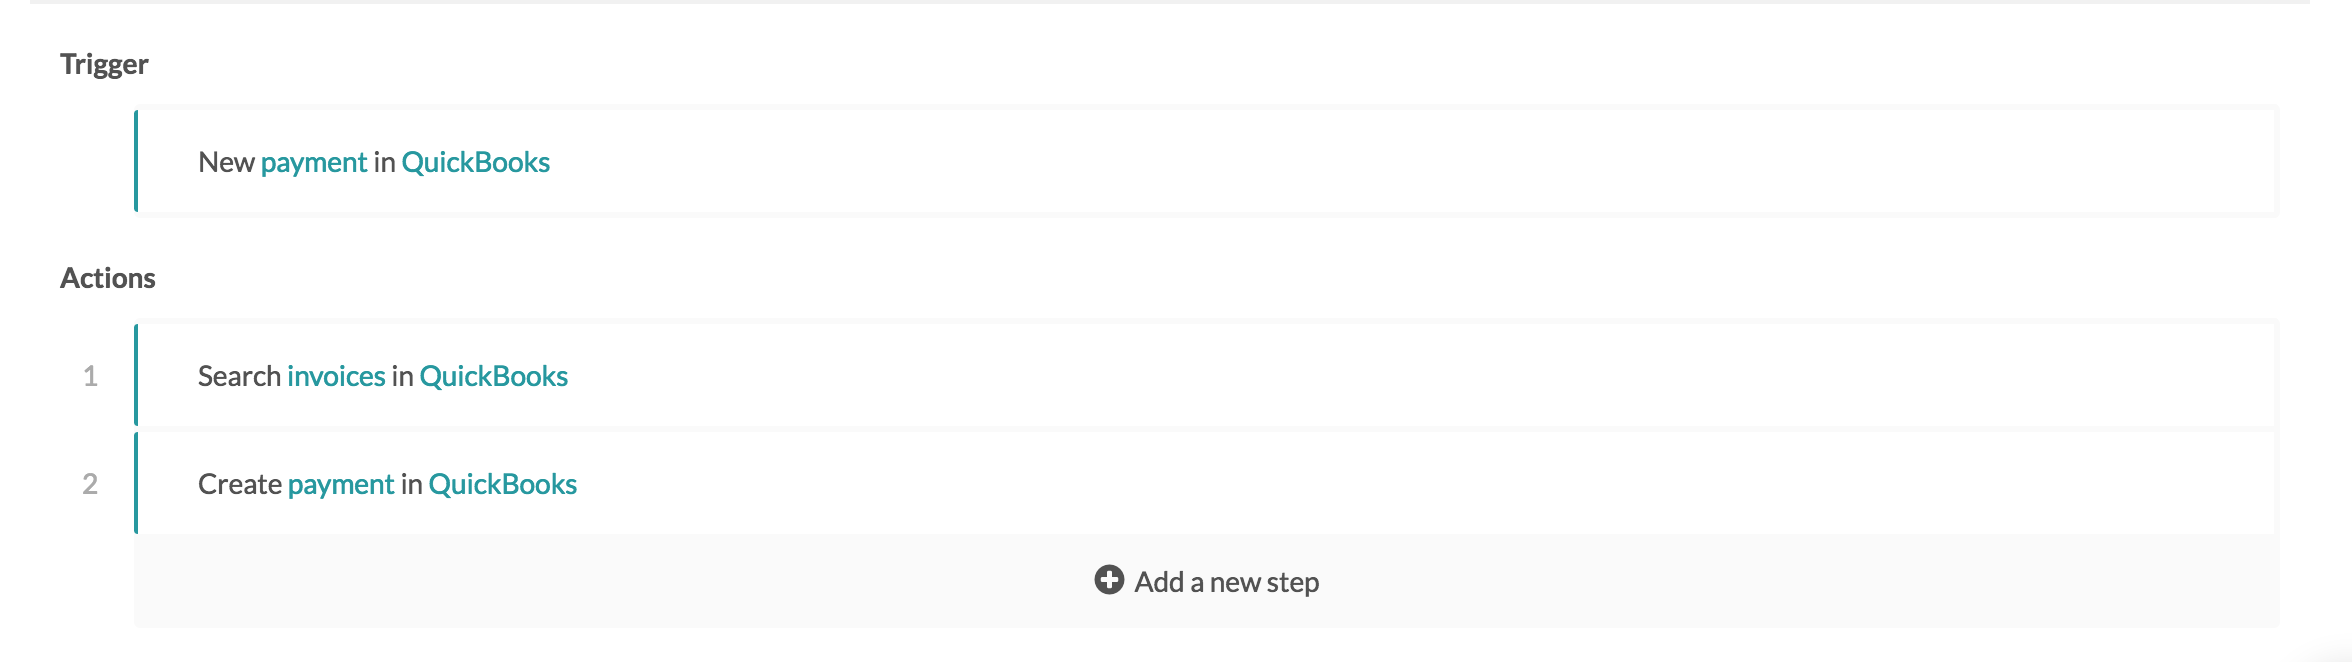 Trigger
New payment in QuickBooks
Actions
1
Search invoices in QuickBooks
2
Create payment in QuickBooks
Add a new step